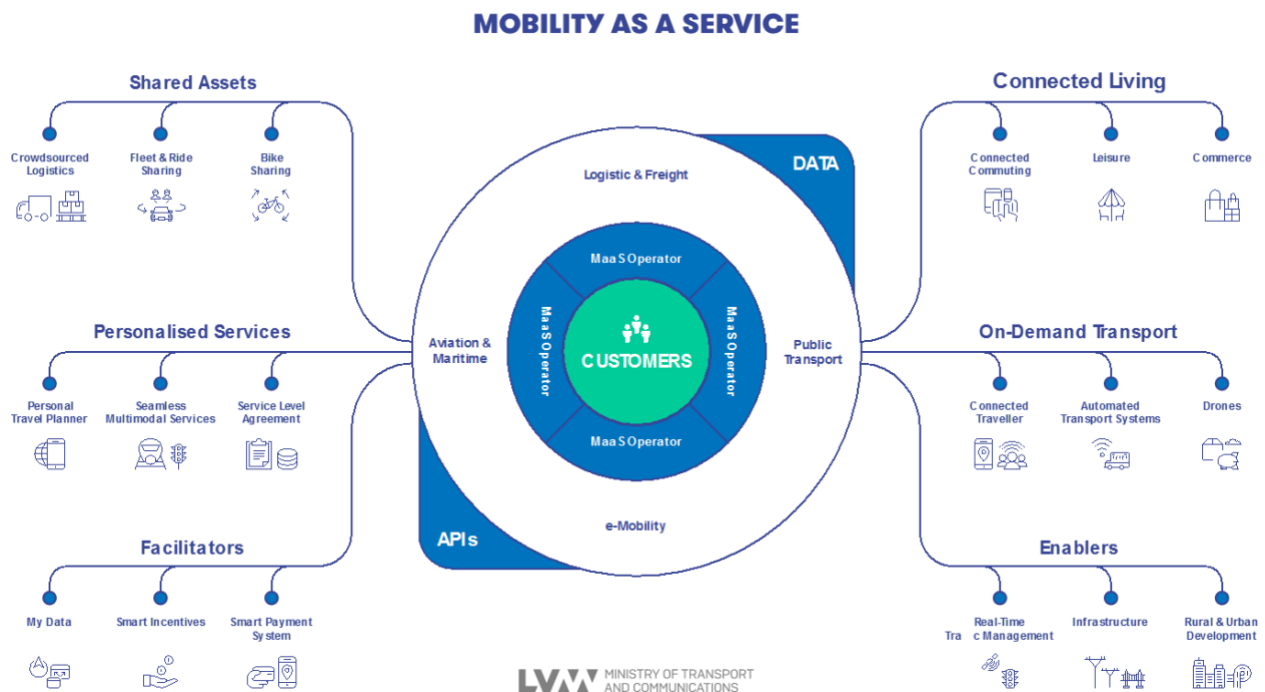 MOBILITY AS A SERVICE
Shared Assets
Crowdsourced
Logistics
Fleet & Ride
Sharing
Bike
Sharing
Personalised Services
Personal
Travel Planner
Seamless
Multimodal Services
Service Level
Agreement
Facilitators
My Data
Smart Incentives
Smart Payment
System
DATA
Logistic & Freight
MaaS Operator
Aviation &
Maritime
MaaS Operator
CUSTOMERS
MaaS Operator
Public
Transport
MaaS Operator
e-Mobility
APIs
Connected Living
Connected
Commuting
Leisure
Commerce
On-Demand Transport
Connected
Traveller
Automated
Transport Systems
Drones
Enablers
Real-Time
Tra c Management
Infrastructure
Rural & Urban
Development
LVM MINISTRY OF TRANSPORT
AND COMMUNICATIONS